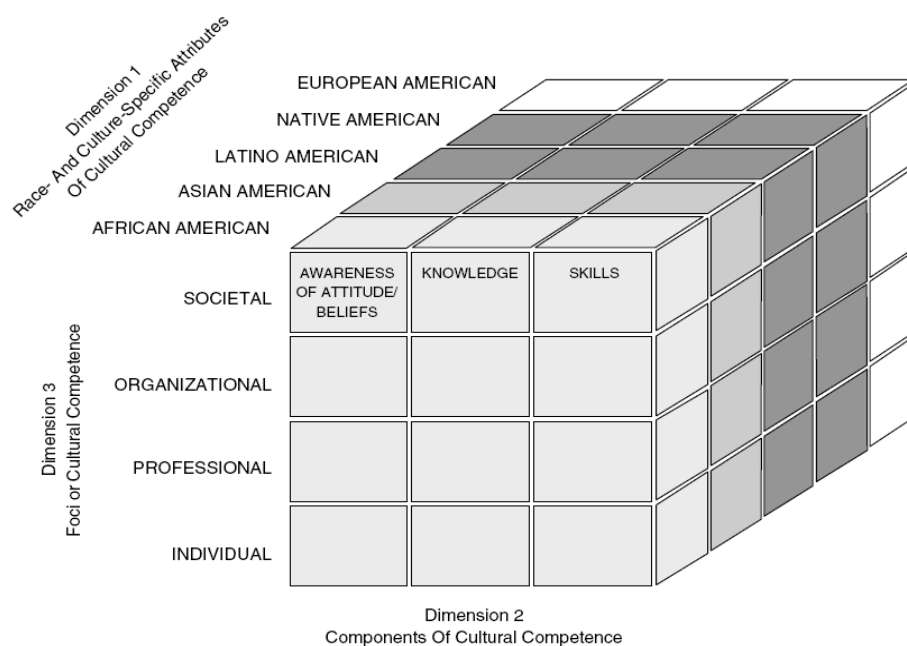 Dimension 1
Race- And Culture-Specific Attributes
Of Cultural Competence
EUROPEAN AMERICAN
NATIVE AMERICAN
LATINO AMERICAN
ASIAN AMERICAN
AFRICAN AMERICAN
SOCIETAL
AWARENESS
OF ATTITUDE/
BELIEFS
KNOWLEDGE
SKILLS
ORGANIZATIONAL
PROFESSIONAL
INDIVIDUAL
Dimension 3
Foci or Cultural Competence
Dimension 2
Components Of Cultural Competence